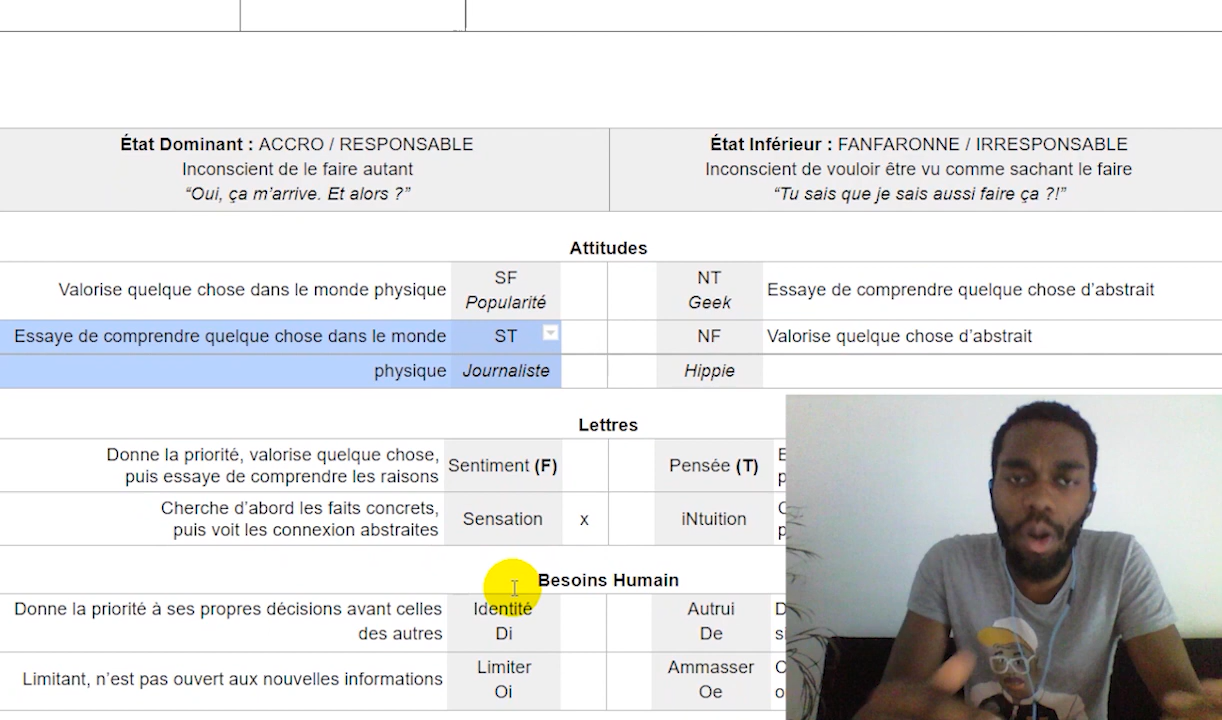 État Dominant : ACCRO / RESPONSABLE
Inconscient de le faire autant
“Oui, ça m’arrive. Et alors ?”
État Inférieur : FANFARONNE / IRRESPONSABLE
Inconscient de vouloir être vu comme sachant le faire
“Tu sais que je sais aussi faire ça ?!”
Attitudes
Valorise quelque chose dans le monde physique
SF
Popularité
NT
Geek
Essaye de comprendre quelque chose d’abstrait
Essaye de comprendre quelque chose dans le monde
physique
ST
Journaliste
NF
Hippie
Valorise quelque chose d’abstrait
Lettres
Donne la priorité, valorise quelque chose,
puis essaye de comprendre les raisons
Sentiment (F)
Pensée (T)
Cherche d’abord les faits concrets,
puis voit les connexion abstraites
Sensation
x
iNtuition
Besoins Humain
Donne la priorité à ses propres décisions avant celles
des autres
Identité
Di
Autrui
De
Limitant, n’est pas ouvert aux nouvelles informations
Limiter
Oi
Ammasser
Oe